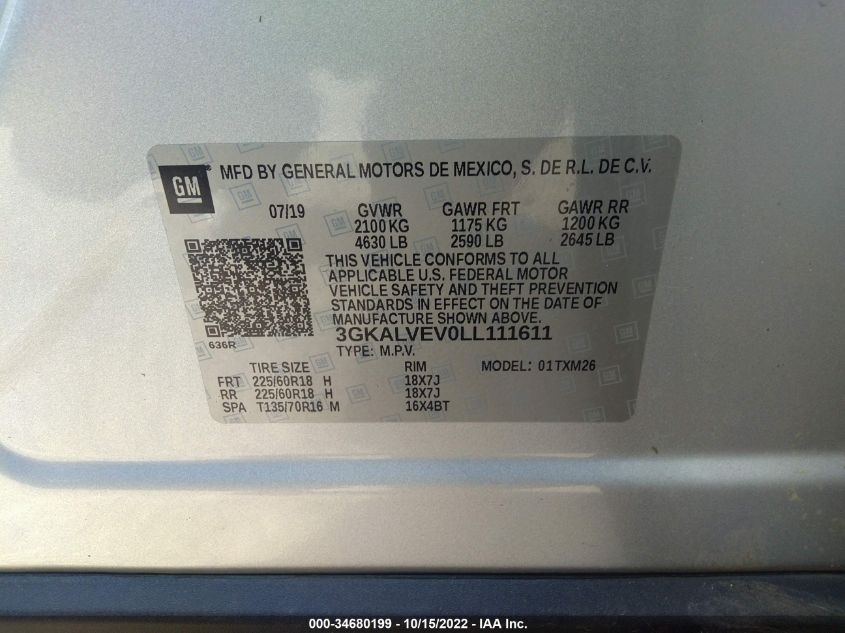 GM ® MFD BY GENERAL MOTORS DE MEXICO, S. DE R.L. DE C.V.
07/19 GVWR GAWR FRT GAWR RR
2100 KG 1175 KG 1200 KG
4630 LB 2590 LB 2645 LB
THIS VEHICLE CONFORMS TO ALL
APPLICABLE U.S. FEDERAL MOTOR
VEHICLE SAFETY AND THEFT PREVENTION
STANDARDS IN EFFECT ON THE DATE OF
MANUFACTURE SHOWN ABOVE.
636R 3GKALVEV0LL111611
TYPE: M.P.V.
TIRE SIZE RIM MODEL: 01TXM26
FRT 225/60R18 H 18X7J
RR 225/60R18 H 18X7J
SPA T135/70R16 M 16X4BT
000-34680199 - 10/15/2022 - IAA Inc.